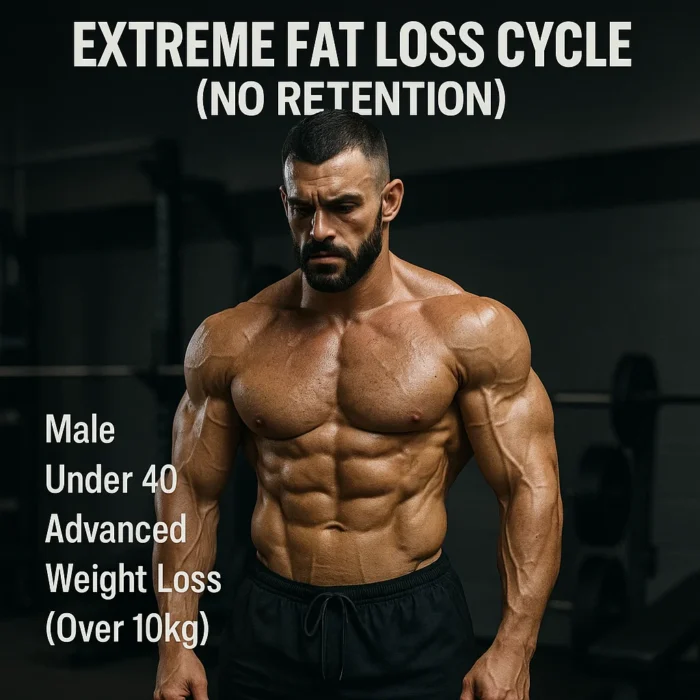 EXTREME FAT LOSS CYCLE
(NO RETENTION)
Male
Under 40
Advanced
Weight Loss
(Over 10kg)